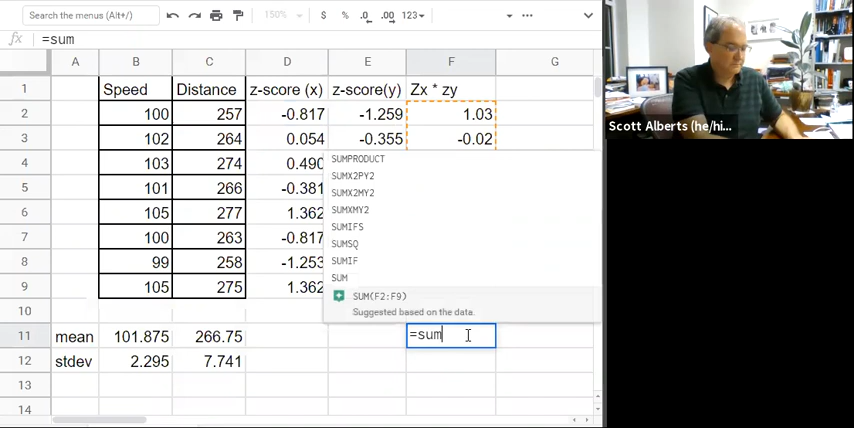 Search the menus (Alt+/) 150% $ % .0 .00 123
fx =sum
A B C D E F G
1 Speed Distance z-score (x) z-score(y) Zx * zy
2 100 257 -0.817 -1.259 1.03
3 102 264 0.054 -0.355 -0.02
4 103 274 0.490 SUMPRODUCT
SUMX2PY2
5 101 266 -0.381 SUMX2MY2
SUMXMY2
6 105 277 1.362 SUMIFS
7 100 263 -0.817 SUMSQ
8 99 258 -1.253 SUMIF
9 105 275 1.362 SUM
SUM(F2:F9)
10 Suggested based on the data.
11 mean 101.875 266.75 =sum
12 stdev 2.295 7.741
13
14
Scott Alberts (he/hi...